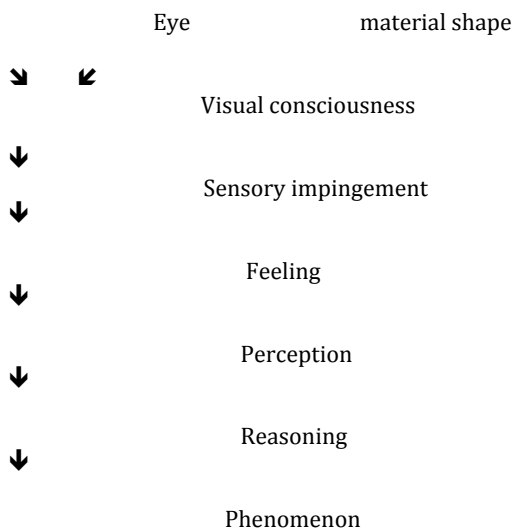 Eye material shape
Visual consciousness
Sensory impingement
Feeling
Perception
Reasoning
Phenomenon